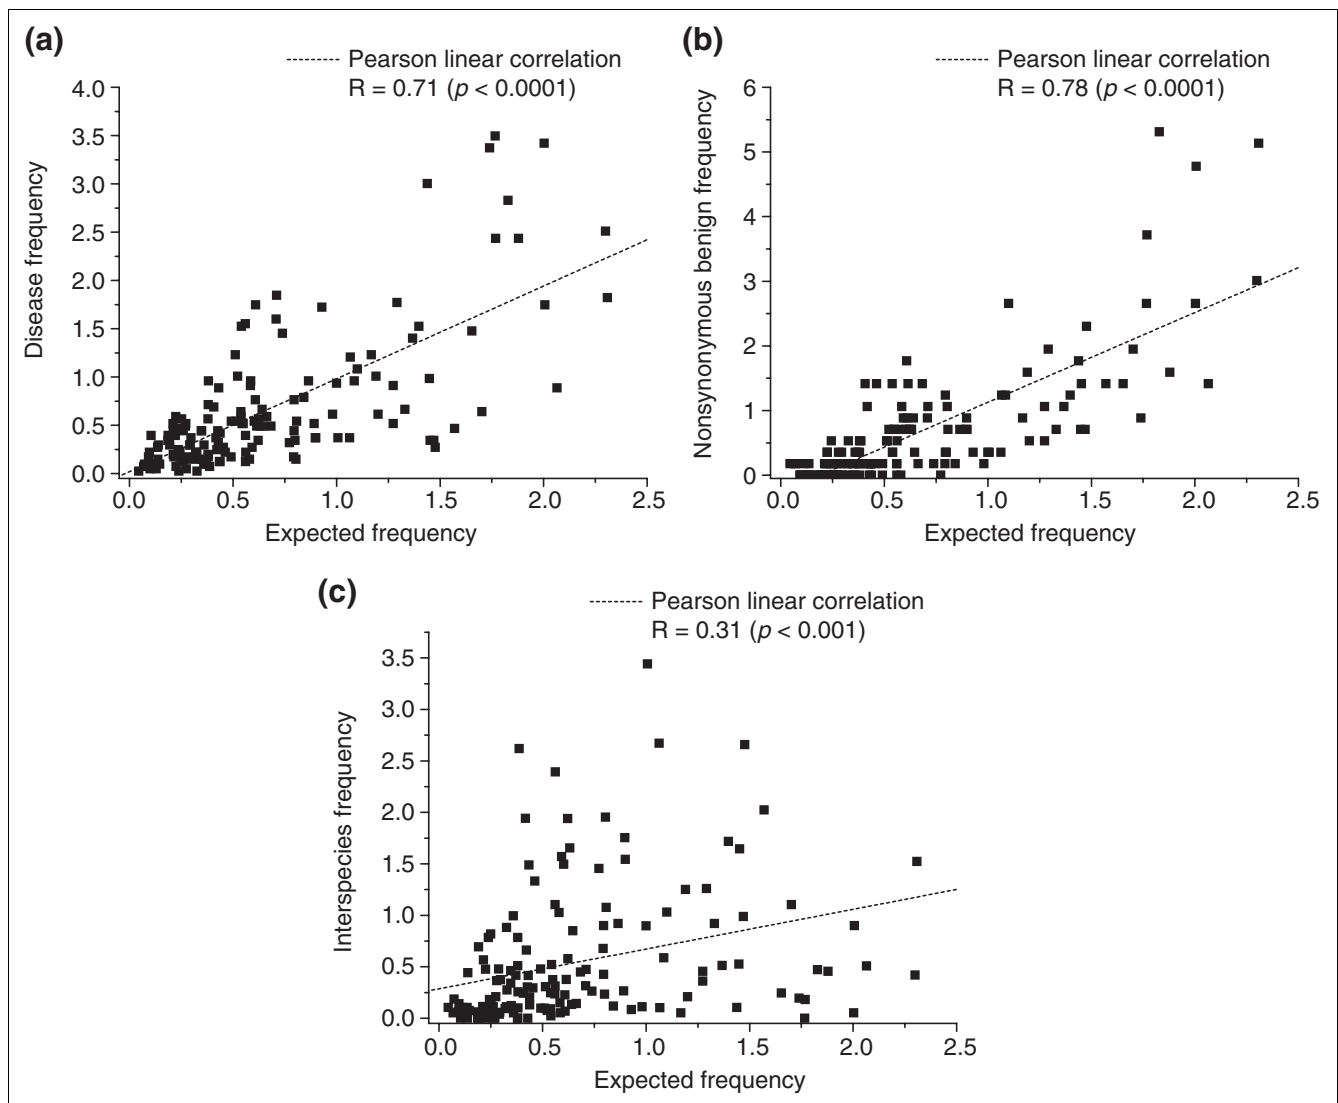 (a)
Pearson linear correlation
R = 0.71 (p < 0.0001)
4.0
3.5
3.0
2.5
2.0
1.5
1.0
0.5
0.0
Disease frequency
0.0 0.5 1.0 1.5 2.0 2.5
Expected frequency
(b)
Pearson linear correlation
R = 0.78 (p < 0.0001)
6
5
4
3
2
1
0
Nonsynonymous benign frequency
0.0 0.5 1.0 1.5 2.0 2.5
Expected frequency
(c)
Pearson linear correlation
R = 0.31 (p < 0.001)
3.5
3.0
2.5
2.0
1.5
1.0
0.5
0.0
Interspecies frequency
0.0 0.5 1.0 1.5 2.0 2.5
Expected frequency